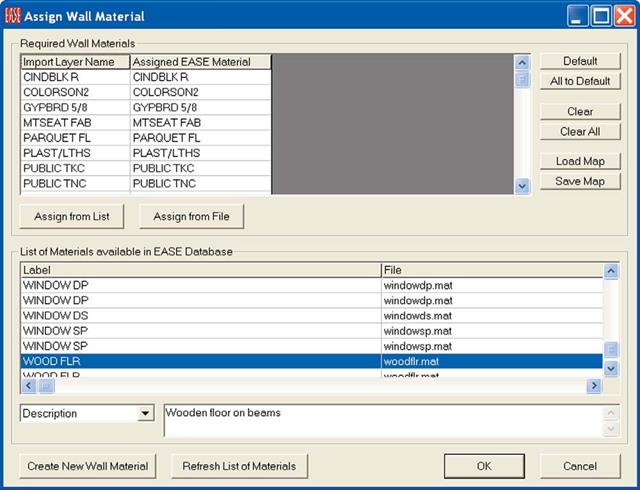 EASE Assign Wall Material
Required Wall Materials
Import Layer Name Assigned EASE Material
CINDBLK R CINDBLK R
COLORSON2 COLORSON2
GYPBRD 5/8 GYPBRD 5/8
MTSEAT FAB MTSEAT FAB
PARQUET FL PARQUET FL
PLAST/LTHS PLAST/LTHS
PUBLIC TKC PUBLIC TKC
PUBLIC TNC PUBLIC TNC
Default
All to Default
Clear
Clear All
Load Map
Save Map
Assign from List Assign from File
List of Materials available in EASE Database
Label File
WINDOW DP windowdp.mat
WINDOW DP windowdp.mat
WINDOW DS windowds.mat
WINDOW SP windowsp.mat
WINDOW SP windowsp.mat
WOOD FLR woodflr.mat
WOOD FLR woodflr.mat
Description Wooden floor on beams
Create New Wall Material Refresh List of Materials OK Cancel